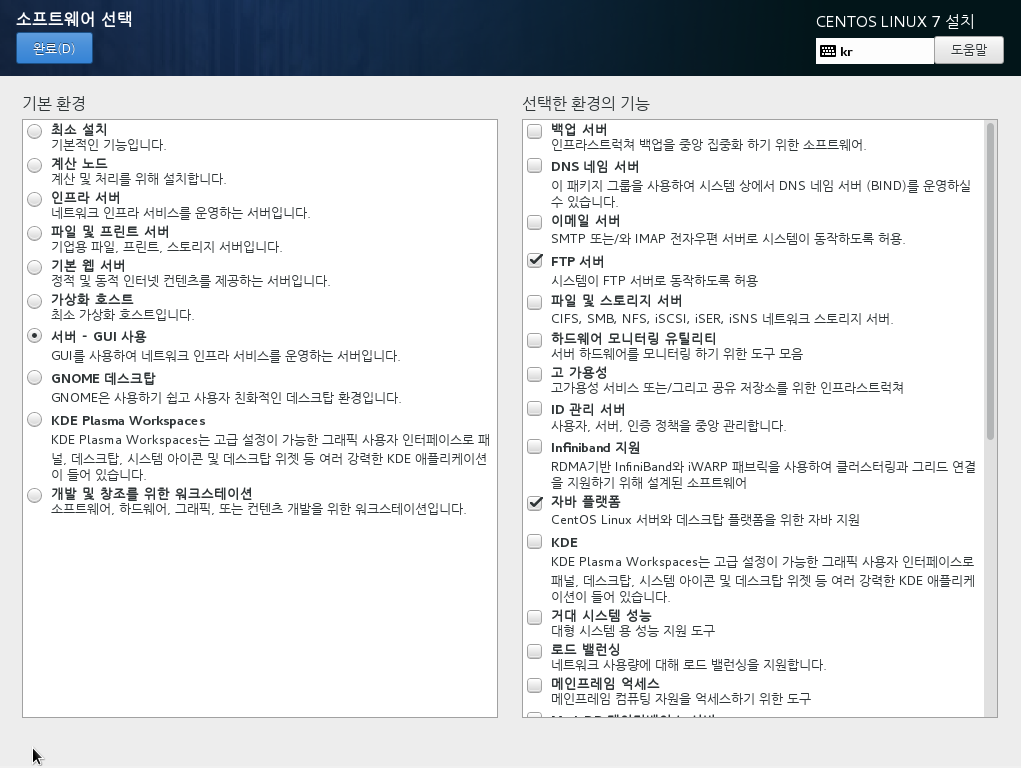 소프트웨어 선택
CENTOS LINUX 7 설치
완료(D)
kr
도움말
기본 환경
최소 설치
기본적인 기능입니다.
계산 노드
계산 및 처리를 위해 설치합니다.
인프라 서버
네트워크 인프라 서비스를 운영하는 서버입니다.
파일 및 프린트 서버
기업용 파일, 프린트, 스토리지 서버입니다.
기본 웹 서버
정적 및 동적 인터넷 컨텐츠를 제공하는 서버입니다.
가상화 호스트
최소 가상화 호스트입니다.
서버 - GUI 사용
GUI를 사용하여 네트워크 인프라 서비스를 운영하는 서버입니다.
GNOME 데스크탑
GNOME은 사용하기 쉽고 사용자 친화적인 데스크탑 환경입니다.
KDE Plasma Workspaces
KDE Plasma Workspaces는 고급 설정이 가능한 그래픽 사용자 인터페이스로 패
널, 데스크탑, 시스템 아이콘 및 데스크탑 위젯 등 여러 강력한 KDE 애플리케이션
이 들어 있습니다.
개발 및 창조를 위한 워크스테이션
소프트웨어, 하드웨어, 그래픽, 또는 컨텐츠 개발을 위한 워크스테이션입니다.
선택한 환경의 기능
백업 서버
인프라스트럭쳐 백업을 중앙 집중화 하기 위한 소프트웨어.
DNS 네임 서버
이 패키지 그룹을 사용하여 시스템 상에서 DNS 네임 서버 (BIND)를 운영하실
수 있습니다.
이메일 서버
SMTP 또는/와 IMAP 전자우편 서버로 시스템이 동작하도록 허용.
FTP 서버
시스템이 FTP 서버로 동작하도록 허용
파일 및 스토리지 서버
CIFS, SMB, NFS, iSCSI, iSER, iSNS 네트워크 스토리지 서버.
하드웨어 모니터링 유틸리티
서버 하드웨어를 모니터링 하기 위한 도구 모음
고 가용성
고가용성 서비스 또는/그리고 공유 저장소를 위한 인프라스트럭쳐
ID 관리 서버
사용자, 서버, 인증 정책을 중앙 관리합니다.
Infiniband 지원
RDMA기반 InfiniBand와 iWARP 패브릭을 사용하여 클러스터링과 그리드 연결
을 지원하기 위해 설계된 소프트웨어
자바 플랫폼
CentOS Linux 서버와 데스크탑 플랫폼을 위한 자바 지원
KDE
KDE Plasma Workspaces는 고급 설정이 가능한 그래픽 사용자 인터페이스로
패널, 데스크탑, 시스템 아이콘 및 데스크탑 위젯 등 여러 강력한 KDE 애플리케
이션이 들어 있습니다.
거대 시스템 성능
대형 시스템 용 성능 지원 도구
로드 밸런싱
네트워크 사용량에 대해 로드 밸런싱을 지원합니다.
메인프레임 억세스
메인프레임 컴퓨팅 자원을 억세스하기 위한 도구